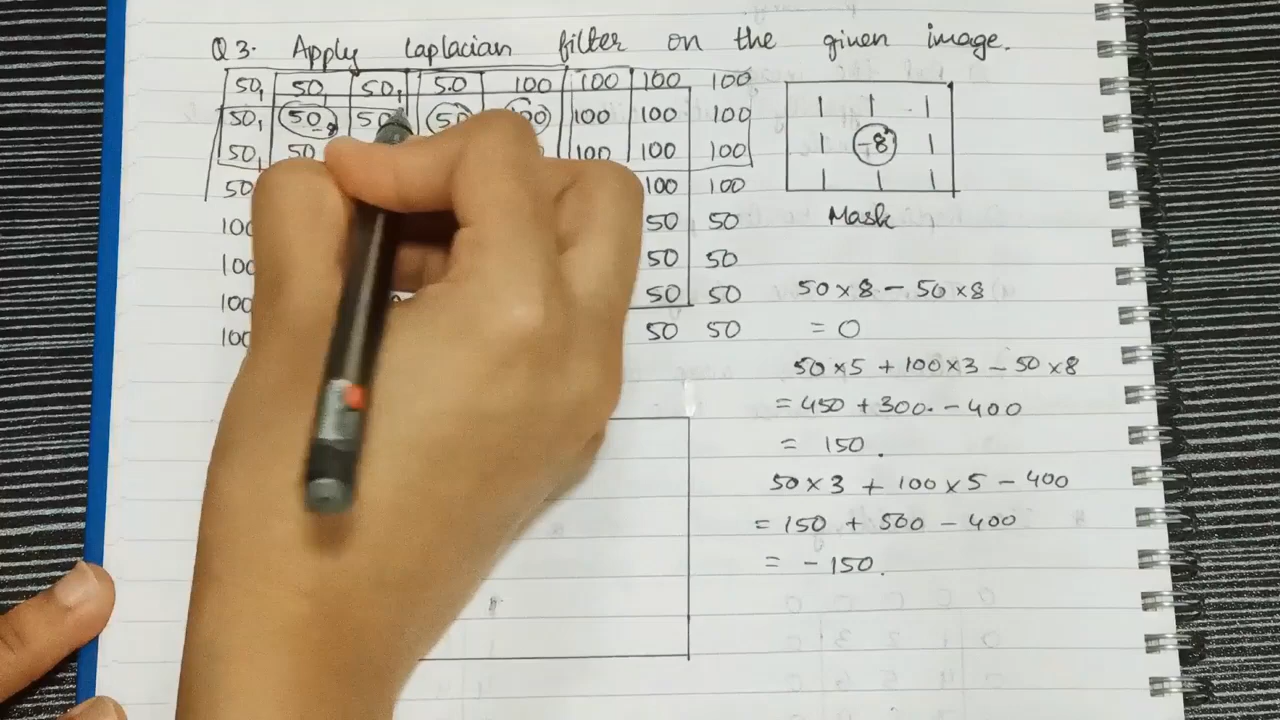 Q 3. Apply Laplacian filter on the given image.
50 50 50 50 100 100 100 100
50 50 50 50 100 100 100
50 50 100 100 100
50 100 100
100 50 50
100 50 50
100 50 50
100 50 50
1 1 1
1 -8 1
1 1 1
Mask
50 × 8 - 50 × 8
= 0
50 × 5 + 100 × 3 - 50 × 8
= 450 + 300. - 400
= 150.
50 × 3 + 100 × 5 - 400
= 150 + 500 - 400
= - 150.